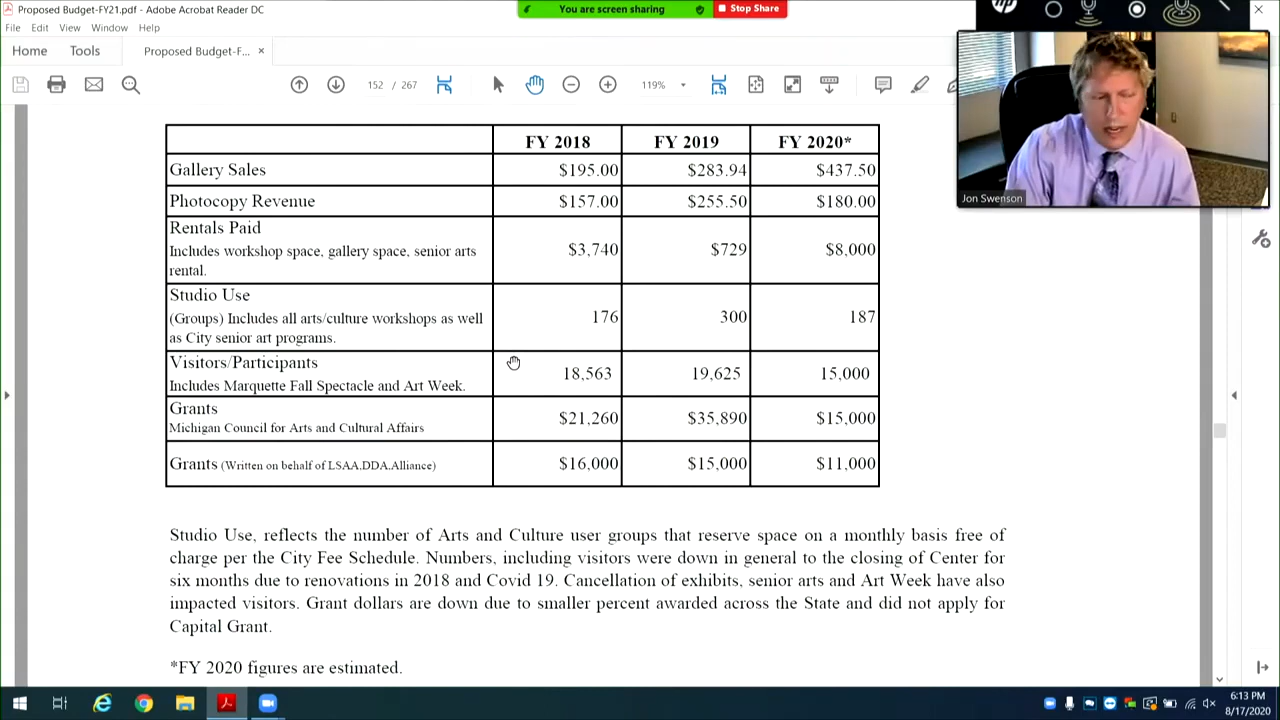 Proposed Budget-FY21.pdf - Adobe Acrobat Reader DC
You are screen sharing
Stop Share
File Edit View Window Help
Home Tools Proposed Budget-F... ×
152 / 267
119%
Jon Swenson
FY 2018 FY 2019 FY 2020*
Gallery Sales $195.00 $283.94 $437.50
Photocopy Revenue $157.00 $255.50 $180.00
Rentals Paid
Includes workshop space, gallery space, senior arts
rental.
$3,740 $729 $8,000
Studio Use
(Groups) Includes all arts/culture workshops as well
as City senior art programs.
176 300 187
Visitors/Participants
Includes Marquette Fall Spectacle and Art Week.
18,563 19,625 15,000
Grants
Michigan Council for Arts and Cultural Affairs
$21,260 $35,890 $15,000
Grants (Written on behalf of LSAA.DDA.Alliance) $16,000 $15,000 $11,000
Studio Use, reflects the number of Arts and Culture user groups that reserve space on a monthly basis free of
charge per the City Fee Schedule. Numbers, including visitors were down in general to the closing of Center for
six months due to renovations in 2018 and Covid 19. Cancellation of exhibits, senior arts and Art Week have also
impacted visitors. Grant dollars are down due to smaller percent awarded across the State and did not apply for
Capital Grant.
*FY 2020 figures are estimated.
6:13 PM
8/17/2020